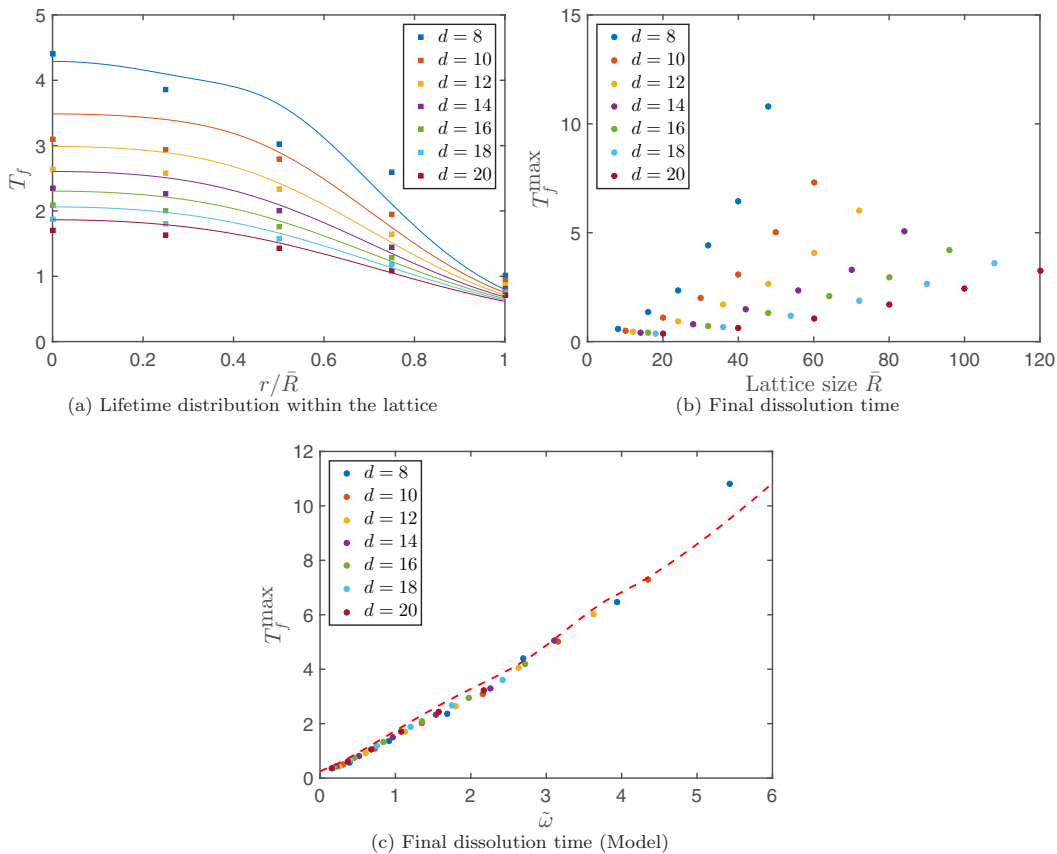 5
4
3
2
1
0
T_f
0 0.2 0.4 0.6 0.8 1
r/R̄
d = 8
d = 10
d = 12
d = 14
d = 16
d = 18
d = 20
(a) Lifetime distribution within the lattice
15
10
5
0
T_f^max
0 20 40 60 80 100 120
Lattice size R̄
d = 8
d = 10
d = 12
d = 14
d = 16
d = 18
d = 20
(b) Final dissolution time
12
10
8
6
4
2
0
T_f^max
0 1 2 3 4 5 6
ω̃
d = 8
d = 10
d = 12
d = 14
d = 16
d = 18
d = 20
(c) Final dissolution time (Model)